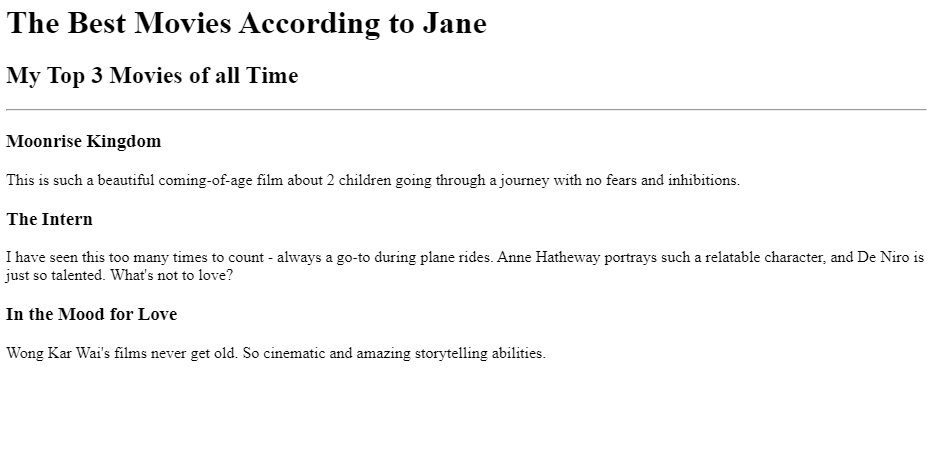 The Best Movies According to Jane
My Top 3 Movies of all Time
Moonrise Kingdom
This is such a beautiful coming-of-age film about 2 children going through a journey with no fears and inhibitions.
The Intern
I have seen this too many times to count - always a go-to during plane rides. Anne Hatheway portrays such a relatable character, and De Niro is
just so talented. What's not to love?
In the Mood for Love
Wong Kar Wai's films never get old. So cinematic and amazing storytelling abilities.